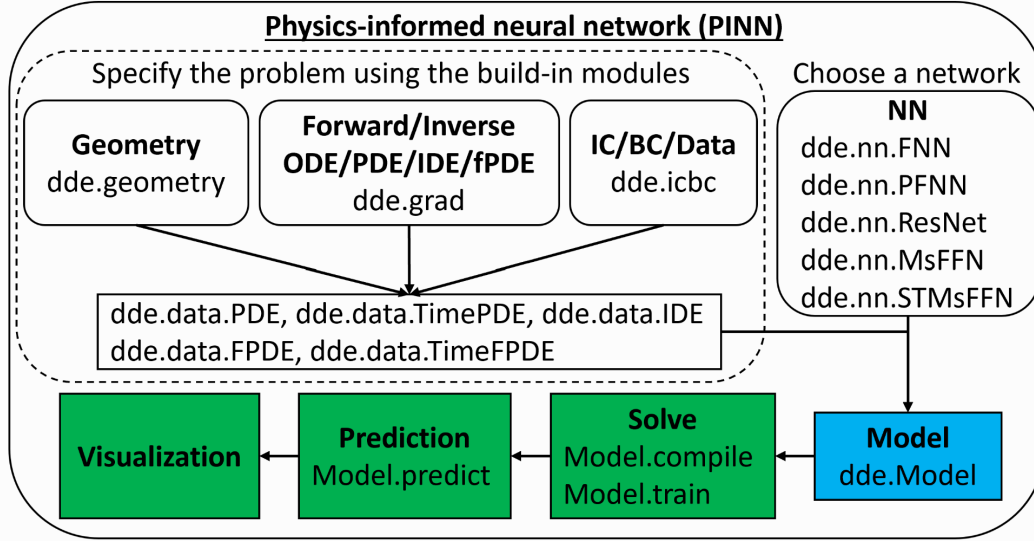 Physics-informed neural network (PINN)
Specify the problem using the build-in modules
Geometry
dde.geometry
Forward/Inverse
ODE/PDE/IDE/fPDE
dde.grad
IC/BC/Data
dde.icbc
dde.data.PDE, dde.data.TimePDE, dde.data.IDE
dde.data.FPDE, dde.data.TimeFPDE
Choose a network
NN
dde.nn.FNN
dde.nn.PFNN
dde.nn.ResNet
dde.nn.MsFFN
dde.nn.STMsFFN
Model
dde.Model
Solve
Model.compile
Model.train
Prediction
Model.predict
Visualization